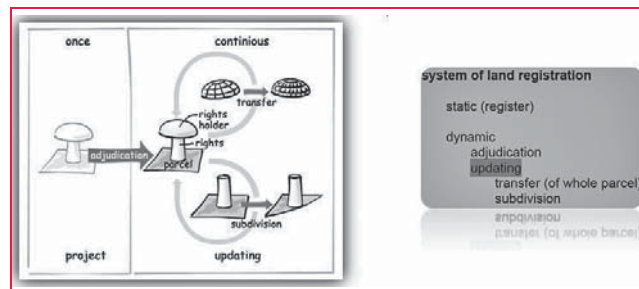 once
continious
transfer
rights
holder
rights
adjudication
parcel
subdivision
project
updating
system of land registration
static (register)
dynamic
adjudication
updating
transfer (of whole parcel)
subdivision